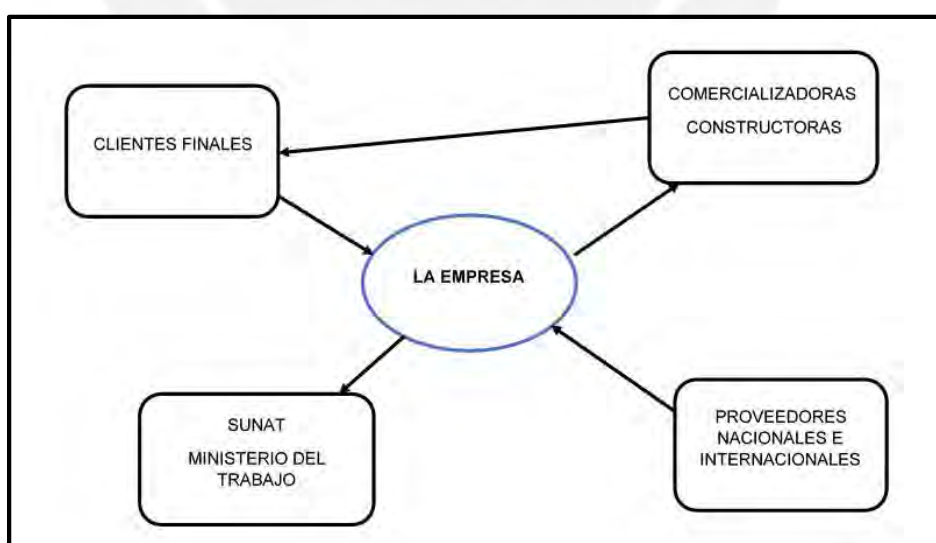 COMERCIALIZADORAS
CONSTRUCTORAS
CLIENTES FINALES
LA EMPRESA
SUNAT
MINISTERIO DEL
TRABAJO
PROVEEDORES
NACIONALES E
INTERNACIONALES